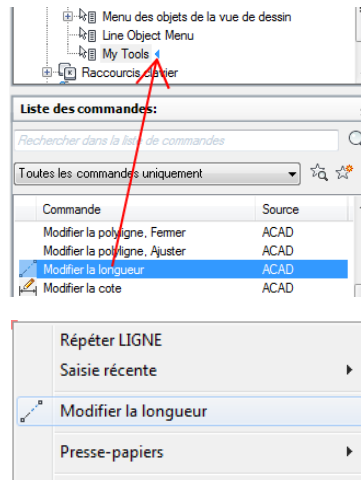 Menu des objets de la vue de dessin
Line Object Menu
My Tools
Raccourcis clavier
Liste des commandes:
Rechercher dans la liste de commandes
Toutes les commandes uniquement
Commande Source
Modifier la polyligne, Fermer ACAD
Modifier la polyligne, Ajuster ACAD
Modifier la longueur ACAD
Modifier la cote ACAD
Répéter LIGNE
Saisie récente
Modifier la longueur
Presse-papiers